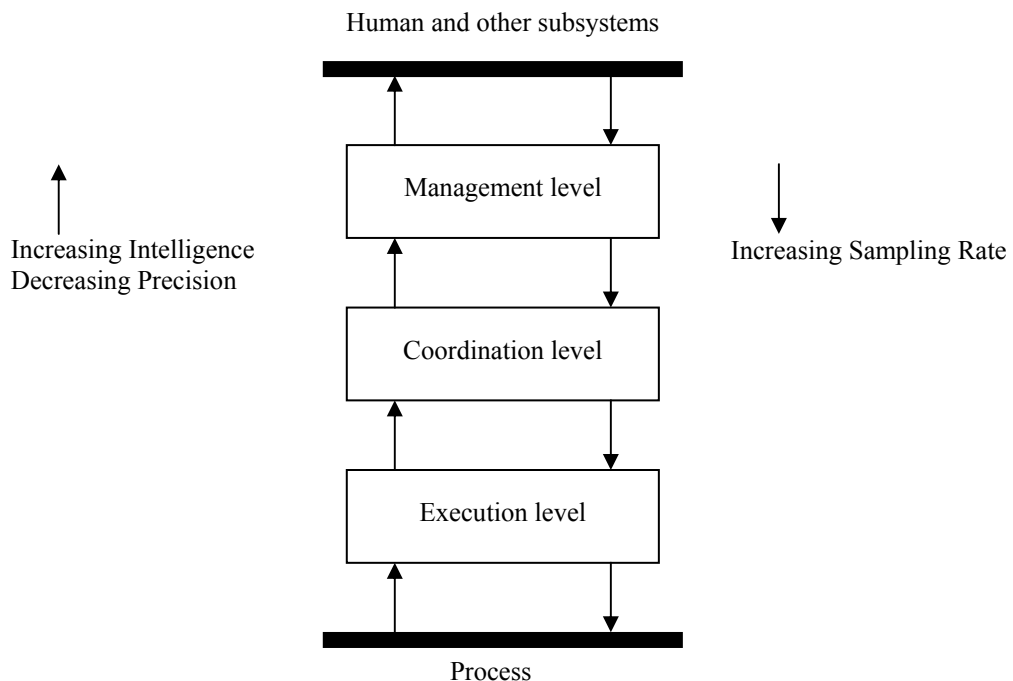 Human and other subsystems
Management level
Increasing Intelligence
Decreasing Precision
Increasing Sampling Rate
Coordination level
Execution level
Process